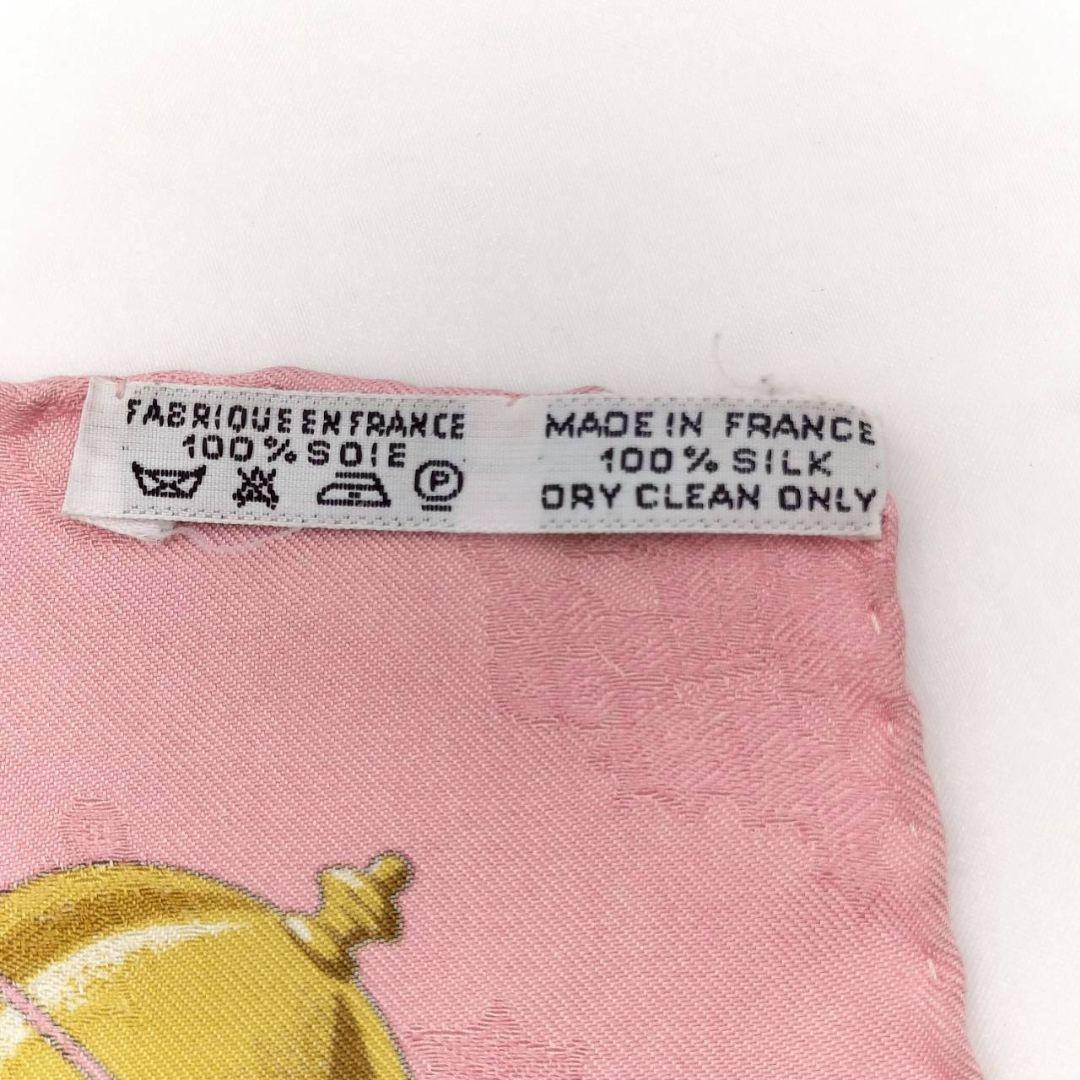 FABRIQUE EN FRANCE
100% SOIE
P
MADE IN FRANCE
100% SILK
DRY CLEAN ONLY